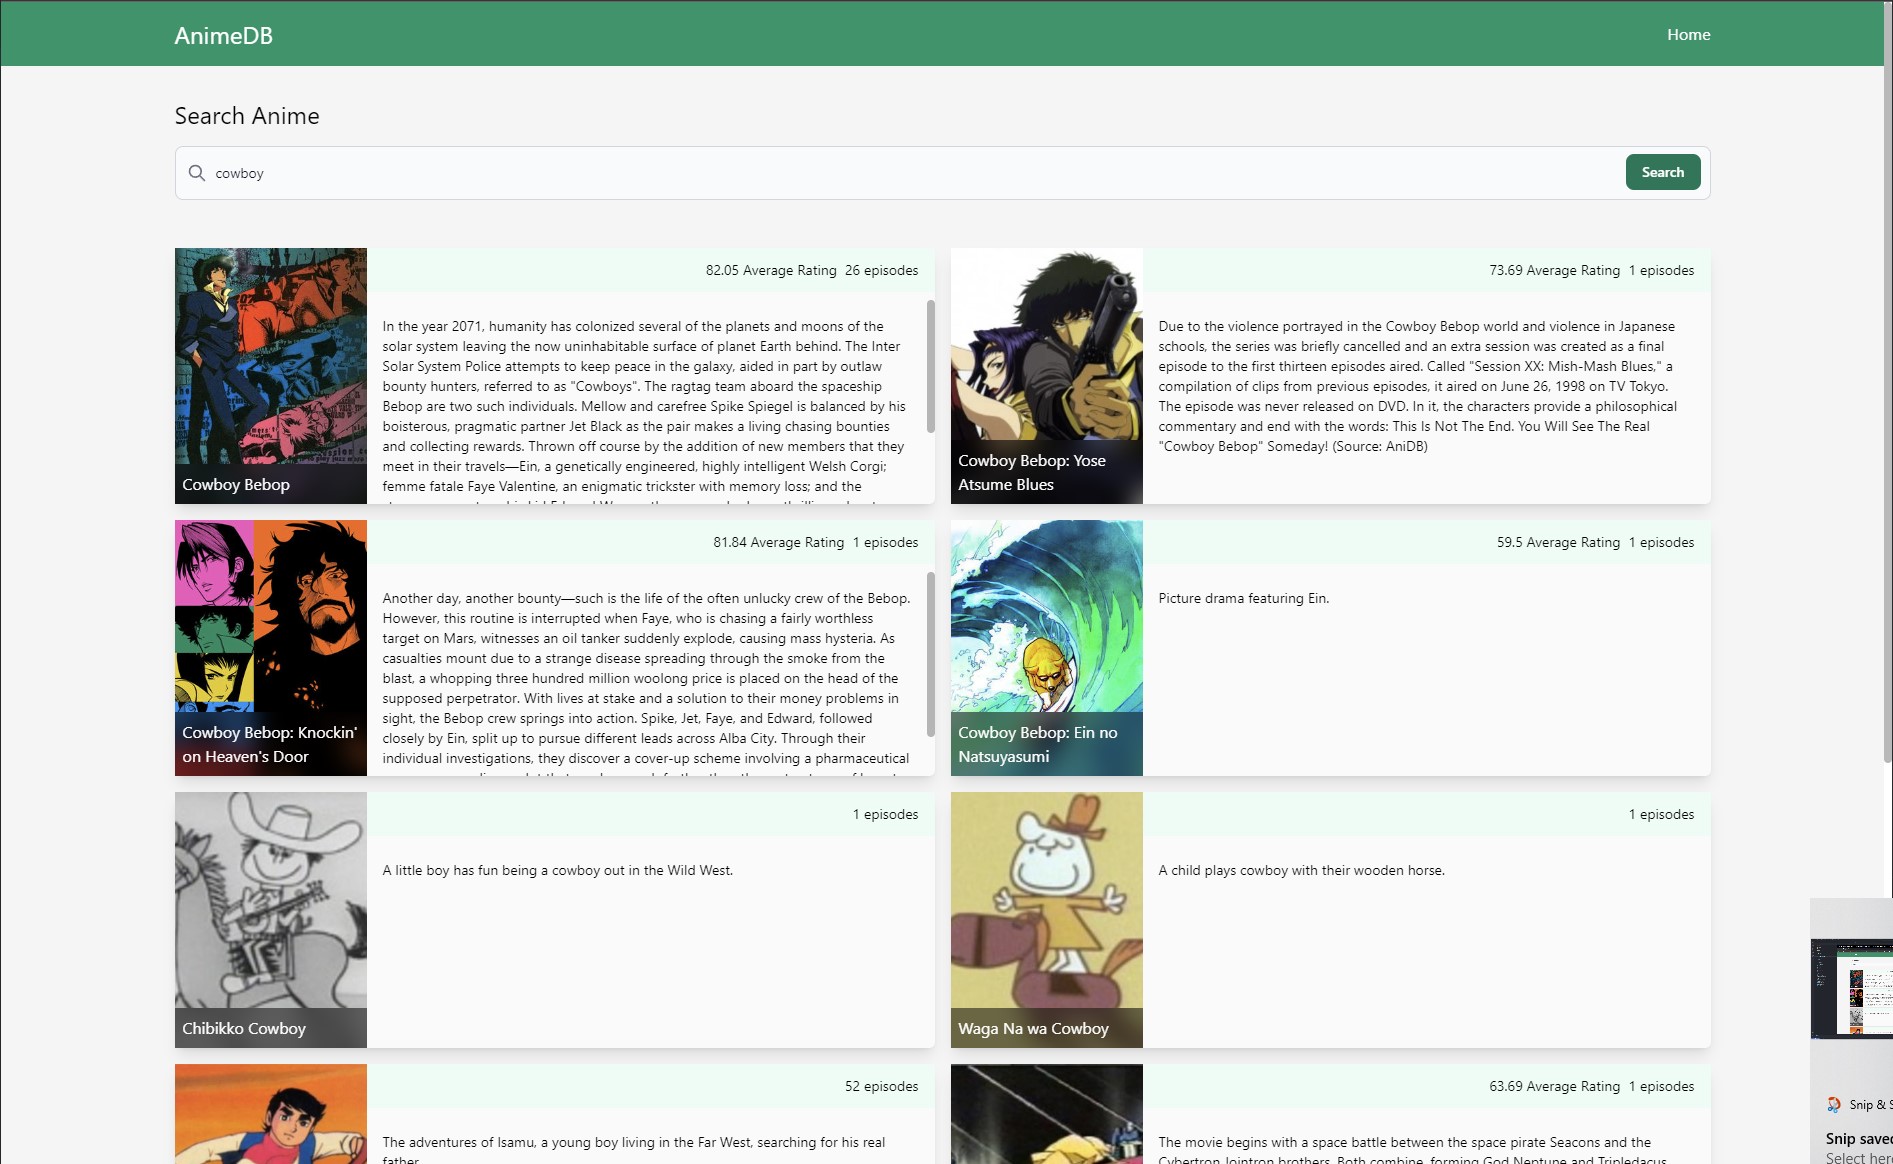 AnimeDB
Home
Search Anime
cowboy
Search
82.05 Average Rating 26 episodes
In the year 2071, humanity has colonized several of the planets and moons of the
solar system leaving the now uninhabitable surface of planet Earth behind. The Inter
Solar System Police attempts to keep peace in the galaxy, aided in part by outlaw
bounty hunters, referred to as "Cowboys". The ragtag team aboard the spaceship
Bebop are two such individuals. Mellow and carefree Spike Spiegel is balanced by his
boisterous, pragmatic partner Jet Black as the pair makes a living chasing bounties
and collecting rewards. Thrown off course by the addition of new members that they
meet in their travels—Ein, a genetically engineered, highly intelligent Welsh Corgi;
femme fatale Faye Valentine, an enigmatic trickster with memory loss; and the
Cowboy Bebop
73.69 Average Rating 1 episodes
Due to the violence portrayed in the Cowboy Bebop world and violence in Japanese
schools, the series was briefly cancelled and an extra session was created as a final
episode to the first thirteen episodes aired. Called "Session XX: Mish-Mash Blues," a
compilation of clips from previous episodes, it aired on June 26, 1998 on TV Tokyo.
The episode was never released on DVD. In it, the characters provide a philosophical
commentary and end with the words: This Is Not The End. You Will See The Real
"Cowboy Bebop" Someday! (Source: AniDB)
Cowboy Bebop: Yose
Atsume Blues
81.84 Average Rating 1 episodes
Another day, another bounty—such is the life of the often unlucky crew of the Bebop.
However, this routine is interrupted when Faye, who is chasing a fairly worthless
target on Mars, witnesses an oil tanker suddenly explode, causing mass hysteria. As
casualties mount due to a strange disease spreading through the smoke from the
blast, a whopping three hundred million woolong price is placed on the head of the
supposed perpetrator. With lives at stake and a solution to their money problems in
sight, the Bebop crew springs into action. Spike, Jet, Faye, and Edward, followed
closely by Ein, split up to pursue different leads across Alba City. Through their
individual investigations, they discover a cover-up scheme involving a pharmaceutical
Cowboy Bebop: Knockin'
on Heaven's Door
59.5 Average Rating 1 episodes
Picture drama featuring Ein.
Cowboy Bebop: Ein no
Natsuyasumi
1 episodes
A little boy has fun being a cowboy out in the Wild West.
Chibikko Cowboy
1 episodes
A child plays cowboy with their wooden horse.
Waga Na wa Cowboy
52 episodes
The adventures of Isamu, a young boy living in the Far West, searching for his real
father.
63.69 Average Rating 1 episodes
The movie begins with a space battle between the space pirate Seacons and the
Cybertron Jointron brothers. Both combine, forming God Neptune and Tripledacus
Snip & S
Snip saved
Select here